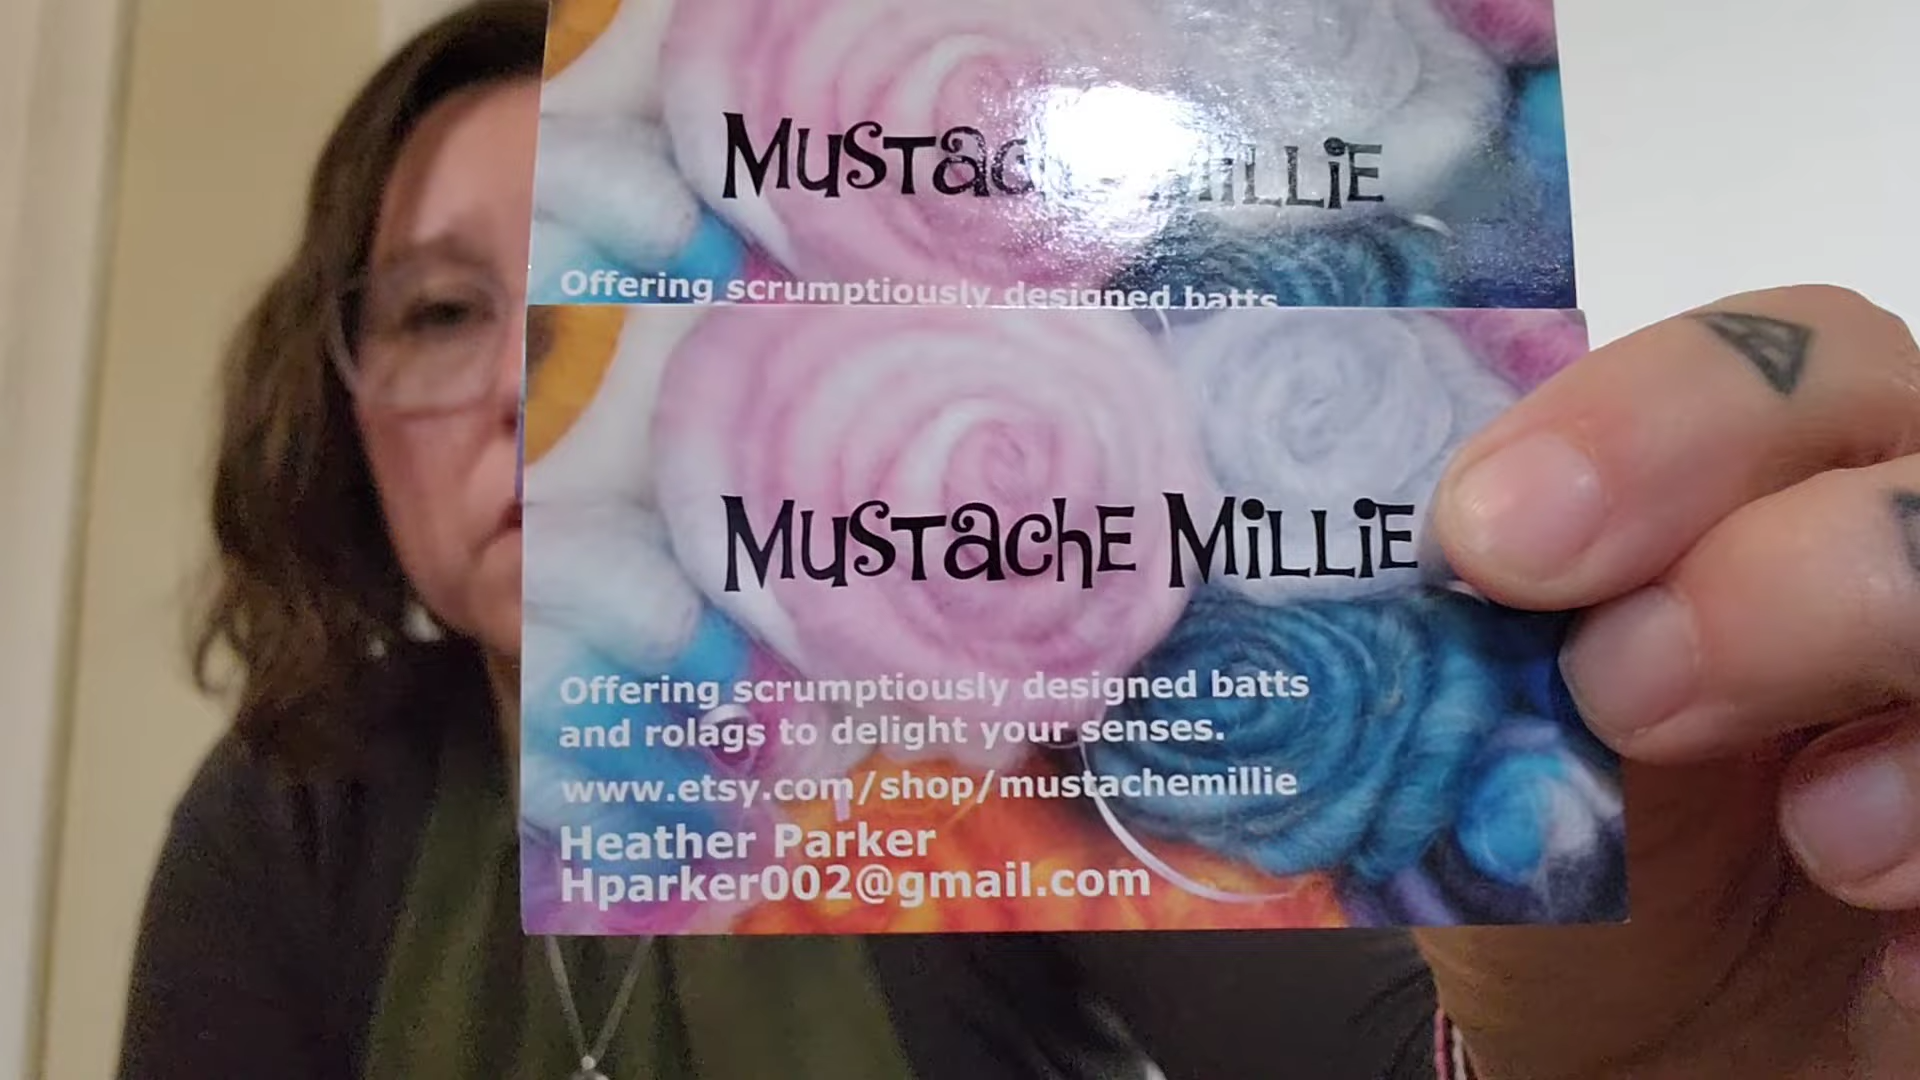 Mustache Millie
Offering scrumptiously designed batts
Mustache Millie
Offering scrumptiously designed batts
and rolags to delight your senses.
www.etsy.com/shop/mustachemillie
Heather Parker
Hparker002@gmail.com